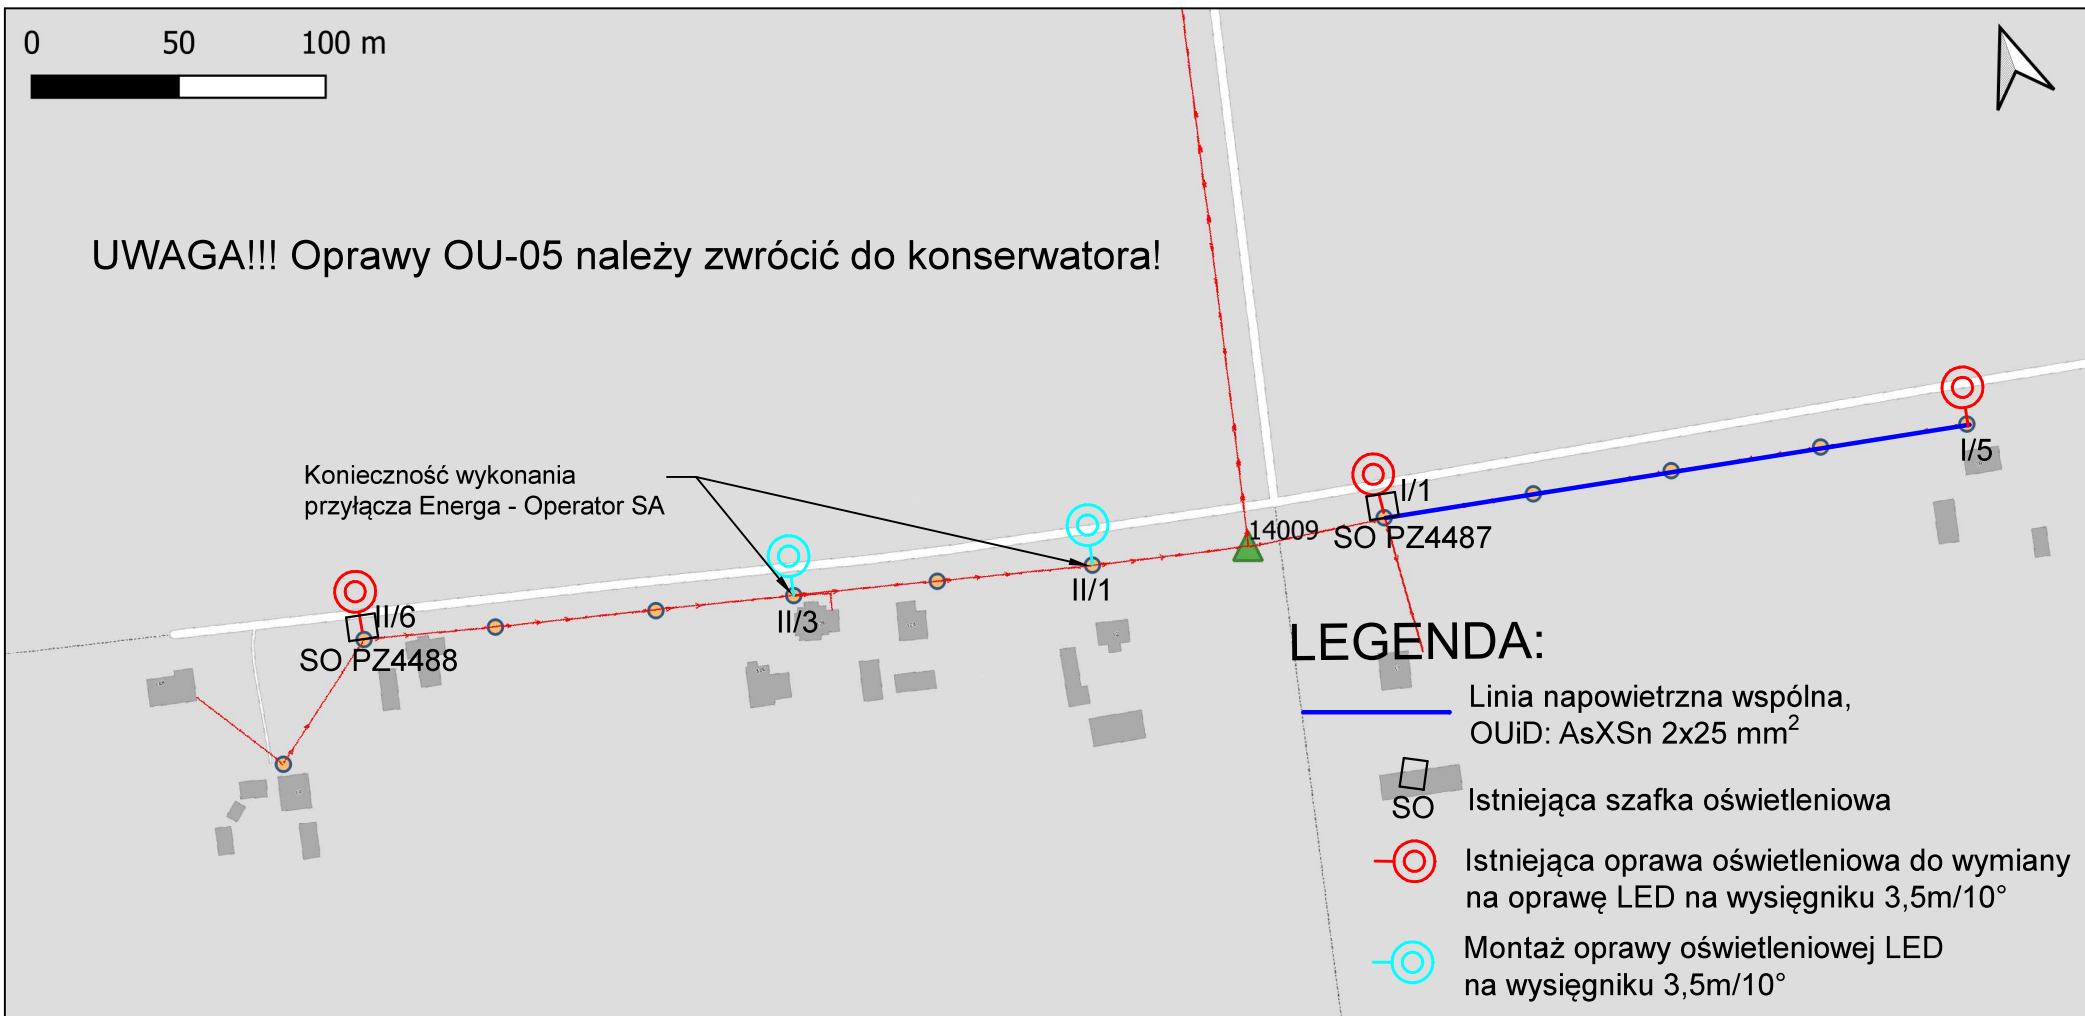 0 50 100 m
UWAGA!!! Oprawy OU-05 należy zwrócić do konserwatora!
Konieczność wykonania
przyłącza Energa - Operator SA
I/5
I/1
14009
SO PZ4487
II/1
II/3
II/6
SO PZ4488
LEGENDA:
Linia napowietrzna wspólna,
OUiD: AsXSn 2x25 mm²
SO
Istniejąca szafka oświetleniowa
Istniejąca oprawa oświetleniowa do wymiany
na oprawę LED na wysięgniku 3,5m/10°
Montaż oprawy oświetleniowej LED
na wysięgniku 3,5m/10°